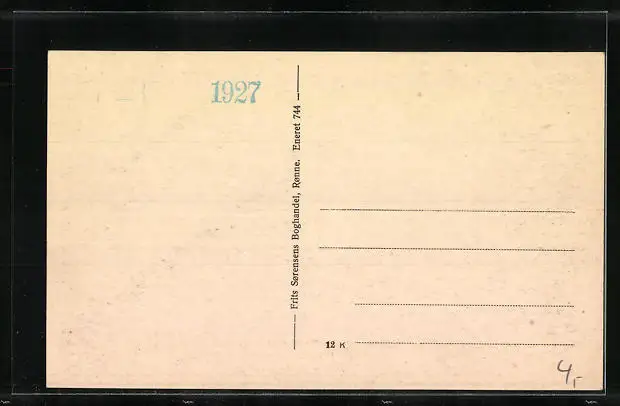 1927
Frits Sørensens Boghandel, Rønne. Eneret 744
12 K
4,-